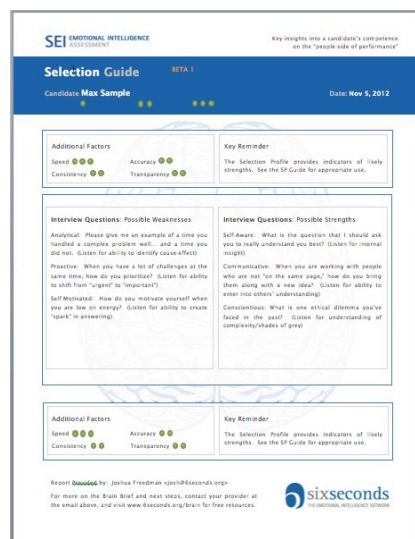 SEI EMOTIONAL INTELLIGENCE
ASSESSMENT
Key insights into a candidate's competence
on the "people-side of performance"
Selection Guide BETA 1
Candidate Max Sample
Date: Nov 5, 2012
Additional Factors
Speed Accuracy
Consistency Transparency
Key Reminder
The Selection Profile provides indicators of likely
strengths. See the SP Guide for appropriate use.
Interview Questions: Possible Weaknesses
Analytical: Please give me an example of a time you
handled a complex problem well... and a time you
did not. (Listen for ability to identify cause-effect)
Proactive: When you have a lot of challenges at the
same time, how do you prioritize? (Listen for ability
to shift from "urgent" to "important")
Self-Motivated: How do you motivate yourself when
you are low on energy? (Listen for ability to create
"spark" in answering)
Interview Questions: Possible Strengths
Self-Aware: What is the question that I should ask
you to really understand you best? (Listen for internal
insight)
Communicative: When you are working with people
who are not "on the same page," how do you bring
them along with a new idea? (Listen for ability to
enter into others' understanding)
Conscientious: What is one ethical dilemma you've
faced in the past? (Listen for understanding of
complexity/shades of grey)
Additional Factors
Speed Accuracy
Consistency Transparency
Key Reminder
The Selection Profile provides indicators of likely
strengths. See the SP Guide for appropriate use.
Report by: Joshua Freedman <josh@6seconds.org>
For more on the Brain Brief and next steps, contact your provider at
the email above, and visit www.6seconds.org/brain for free resources.
sixseconds
THE EMOTIONAL INTELLIGENCE NETWORK